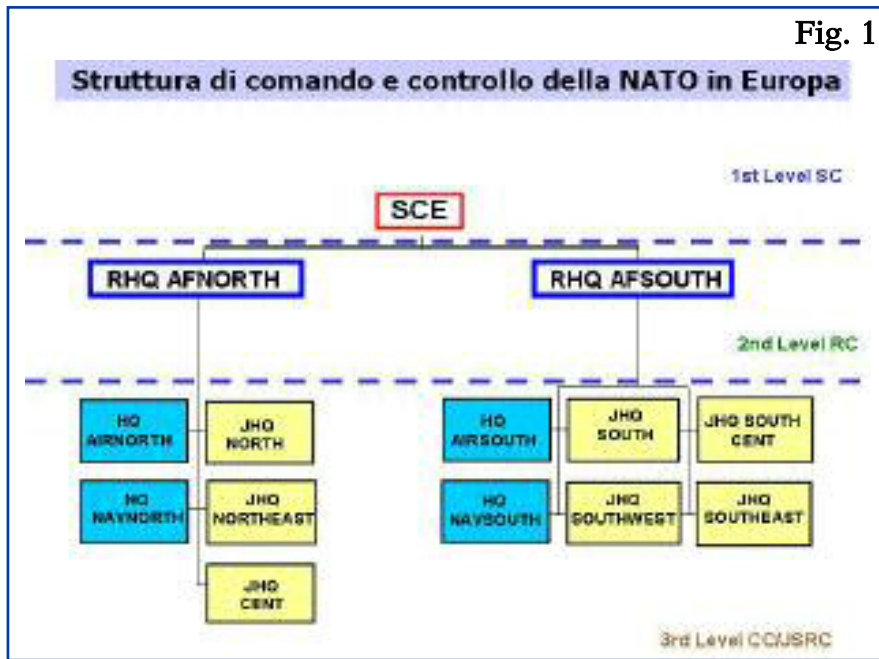 Fig. 1
Struttura di comando e controllo della NATO in Europa
1st Level SC
SCE
RHQ AFNORTH
RHQ AFSOUTH
2nd Level RC
HQ
AIRNORTH
JHQ
NORTH
HQ
AIRSOUTH
JHQ
SOUTH
JHQ SOUTH
CENT
HQ
NAVNORTH
JHQ
NORTHEAST
HQ
NAVSOUTH
JHQ
SOUTHWEST
JHQ
SOUTHEAST
JHQ
CENT
3rd Level CC/JSRC